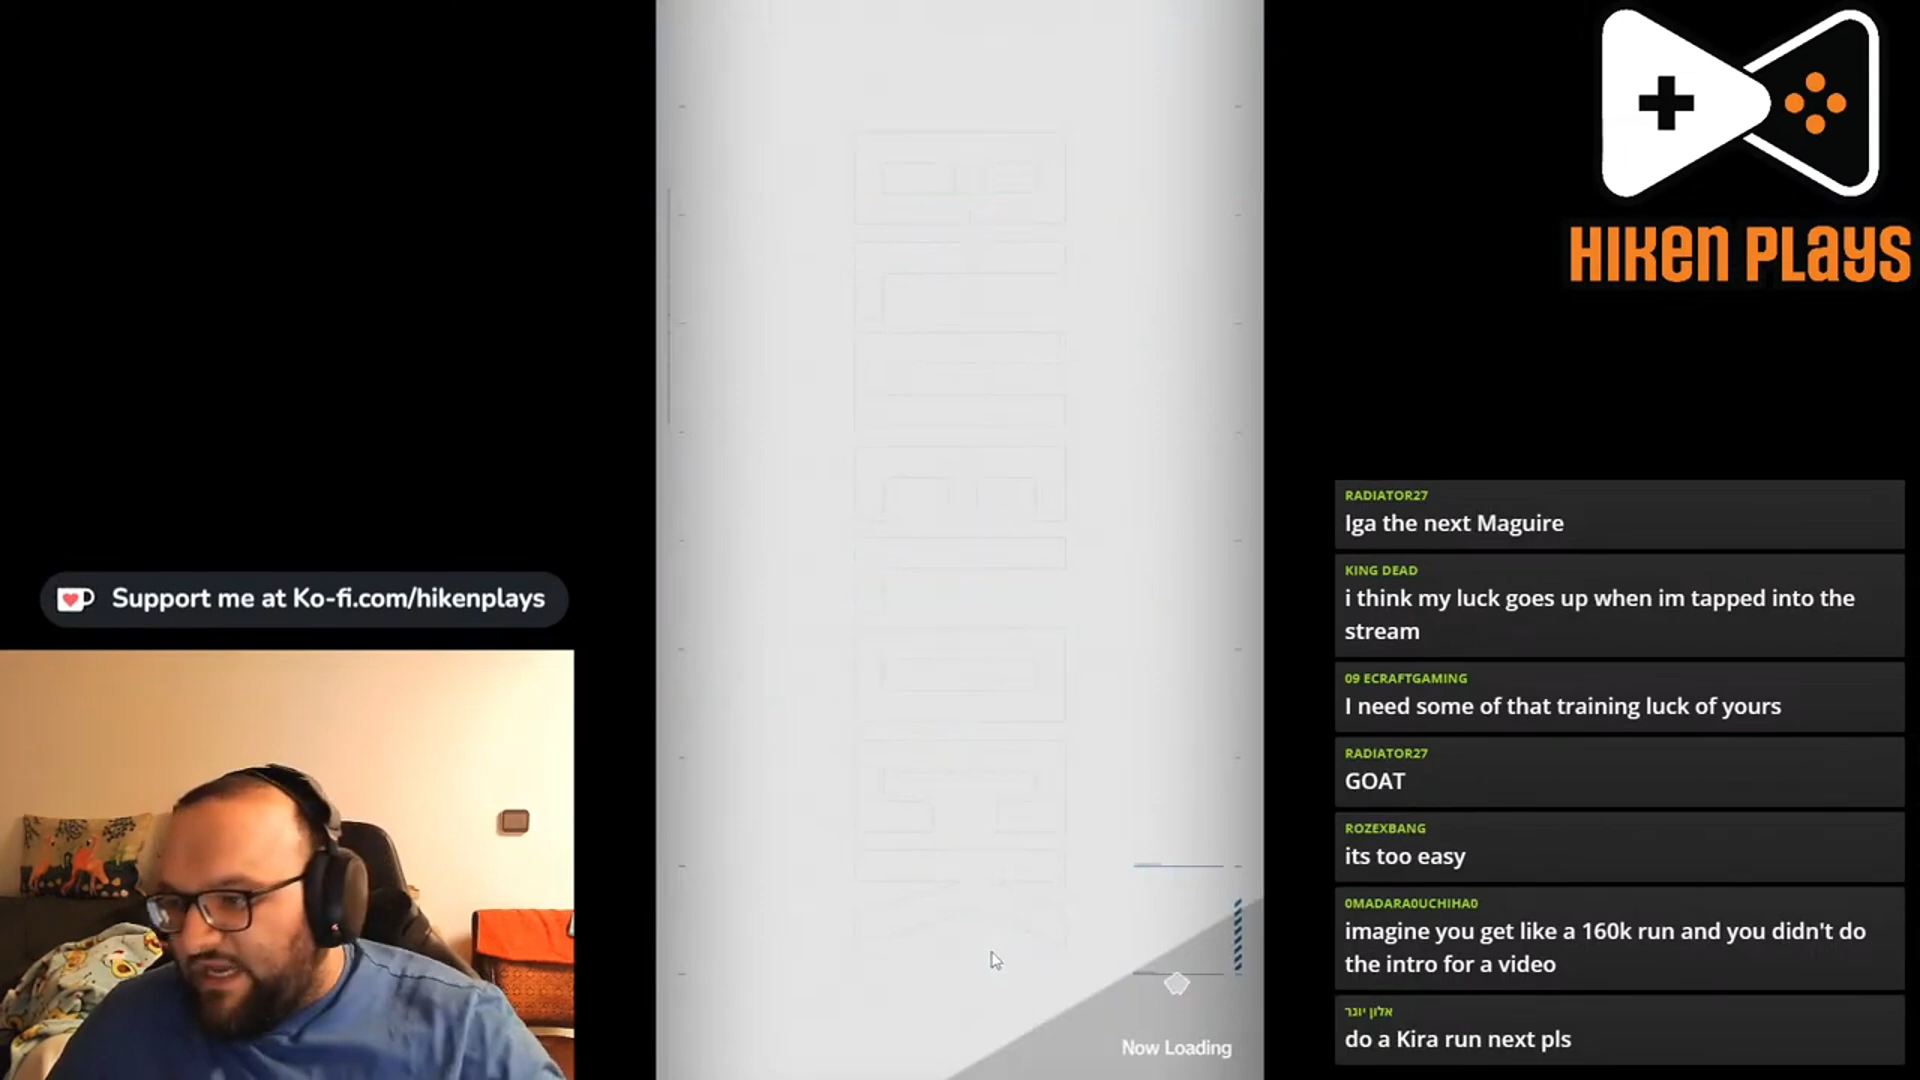 HIKEN PLAYS
Support me at Ko-fi.com/hikenplays
BLUE LOCK
Now Loading
RADIATOR27
Iga the next Maguire
KING DEAD
i think my luck goes up when im tapped into the
stream
09 ECRAFTGAMING
I need some of that training luck of yours
RADIATOR27
GOAT
ROZEXBANG
its too easy
0MADARA0UCHIHA0
imagine you get like a 160k run and you didn't do
the intro for a video
אלון יונר
do a Kira run next pls